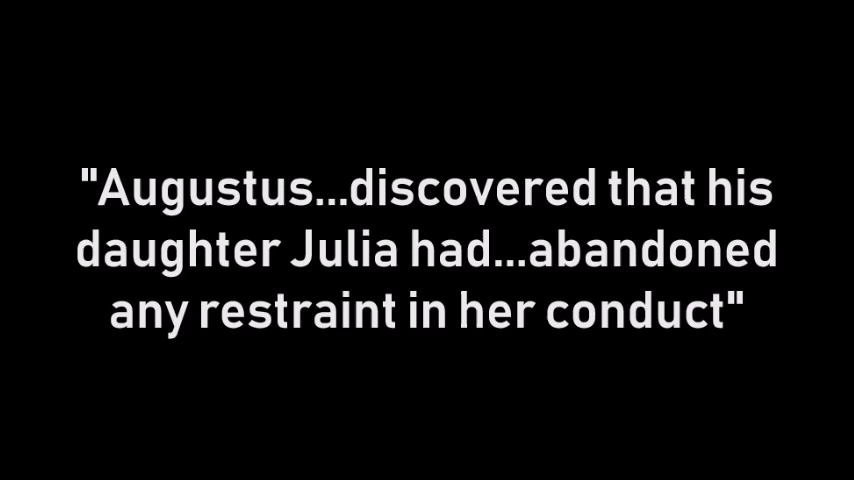 "Augustus...discovered that his
daughter Julia had...abandoned
any restraint in her conduct"